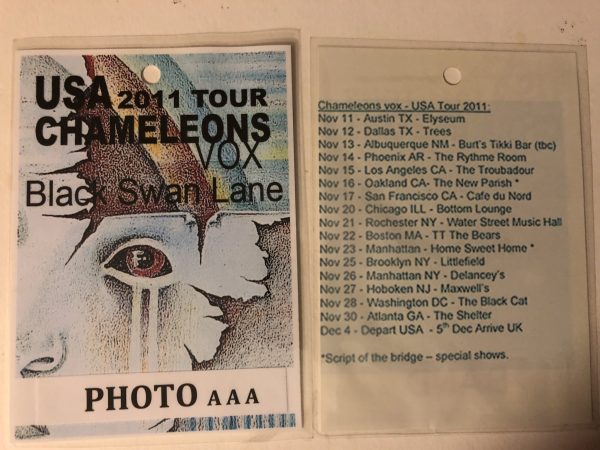 USA 2011 TOUR
CHAMELEONS
VOX
Black Swan Lane
PHOTO AAA
Chameleons vox - USA Tour 2011:
Nov 11 - Austin TX - Elyseum
Nov 12 - Dallas TX - Trees
Nov 13 - Albuquerque NM - Burt's Tikki Bar (tbc)
Nov 14 - Phoenix AR - The Rythme Room
Nov 15 - Los Angeles CA - The Troubadour
Nov 16 - Oakland CA- The New Parish *
Nov 17 - San Francisco CA - Cafe du Nord
Nov 20 - Chicago ILL - Bottom Lounge
Nov 21 - Rochester NY - Water Street Music Hall
Nov 22 - Boston MA - TT The Bears
Nov 23 - Manhattan - Home Sweet Home *
Nov 25 - Brooklyn NY - Littlefield
Nov 26 - Manhattan NY - Delancey's
Nov 27 - Hoboken NJ - Maxwell's
Nov 28 - Washington DC - The Black Cat
Nov 30 - Atlanta GA - The Shelter
Dec 4 - Depart USA - 5th Dec Arrive UK
*Script of the bridge – special shows.